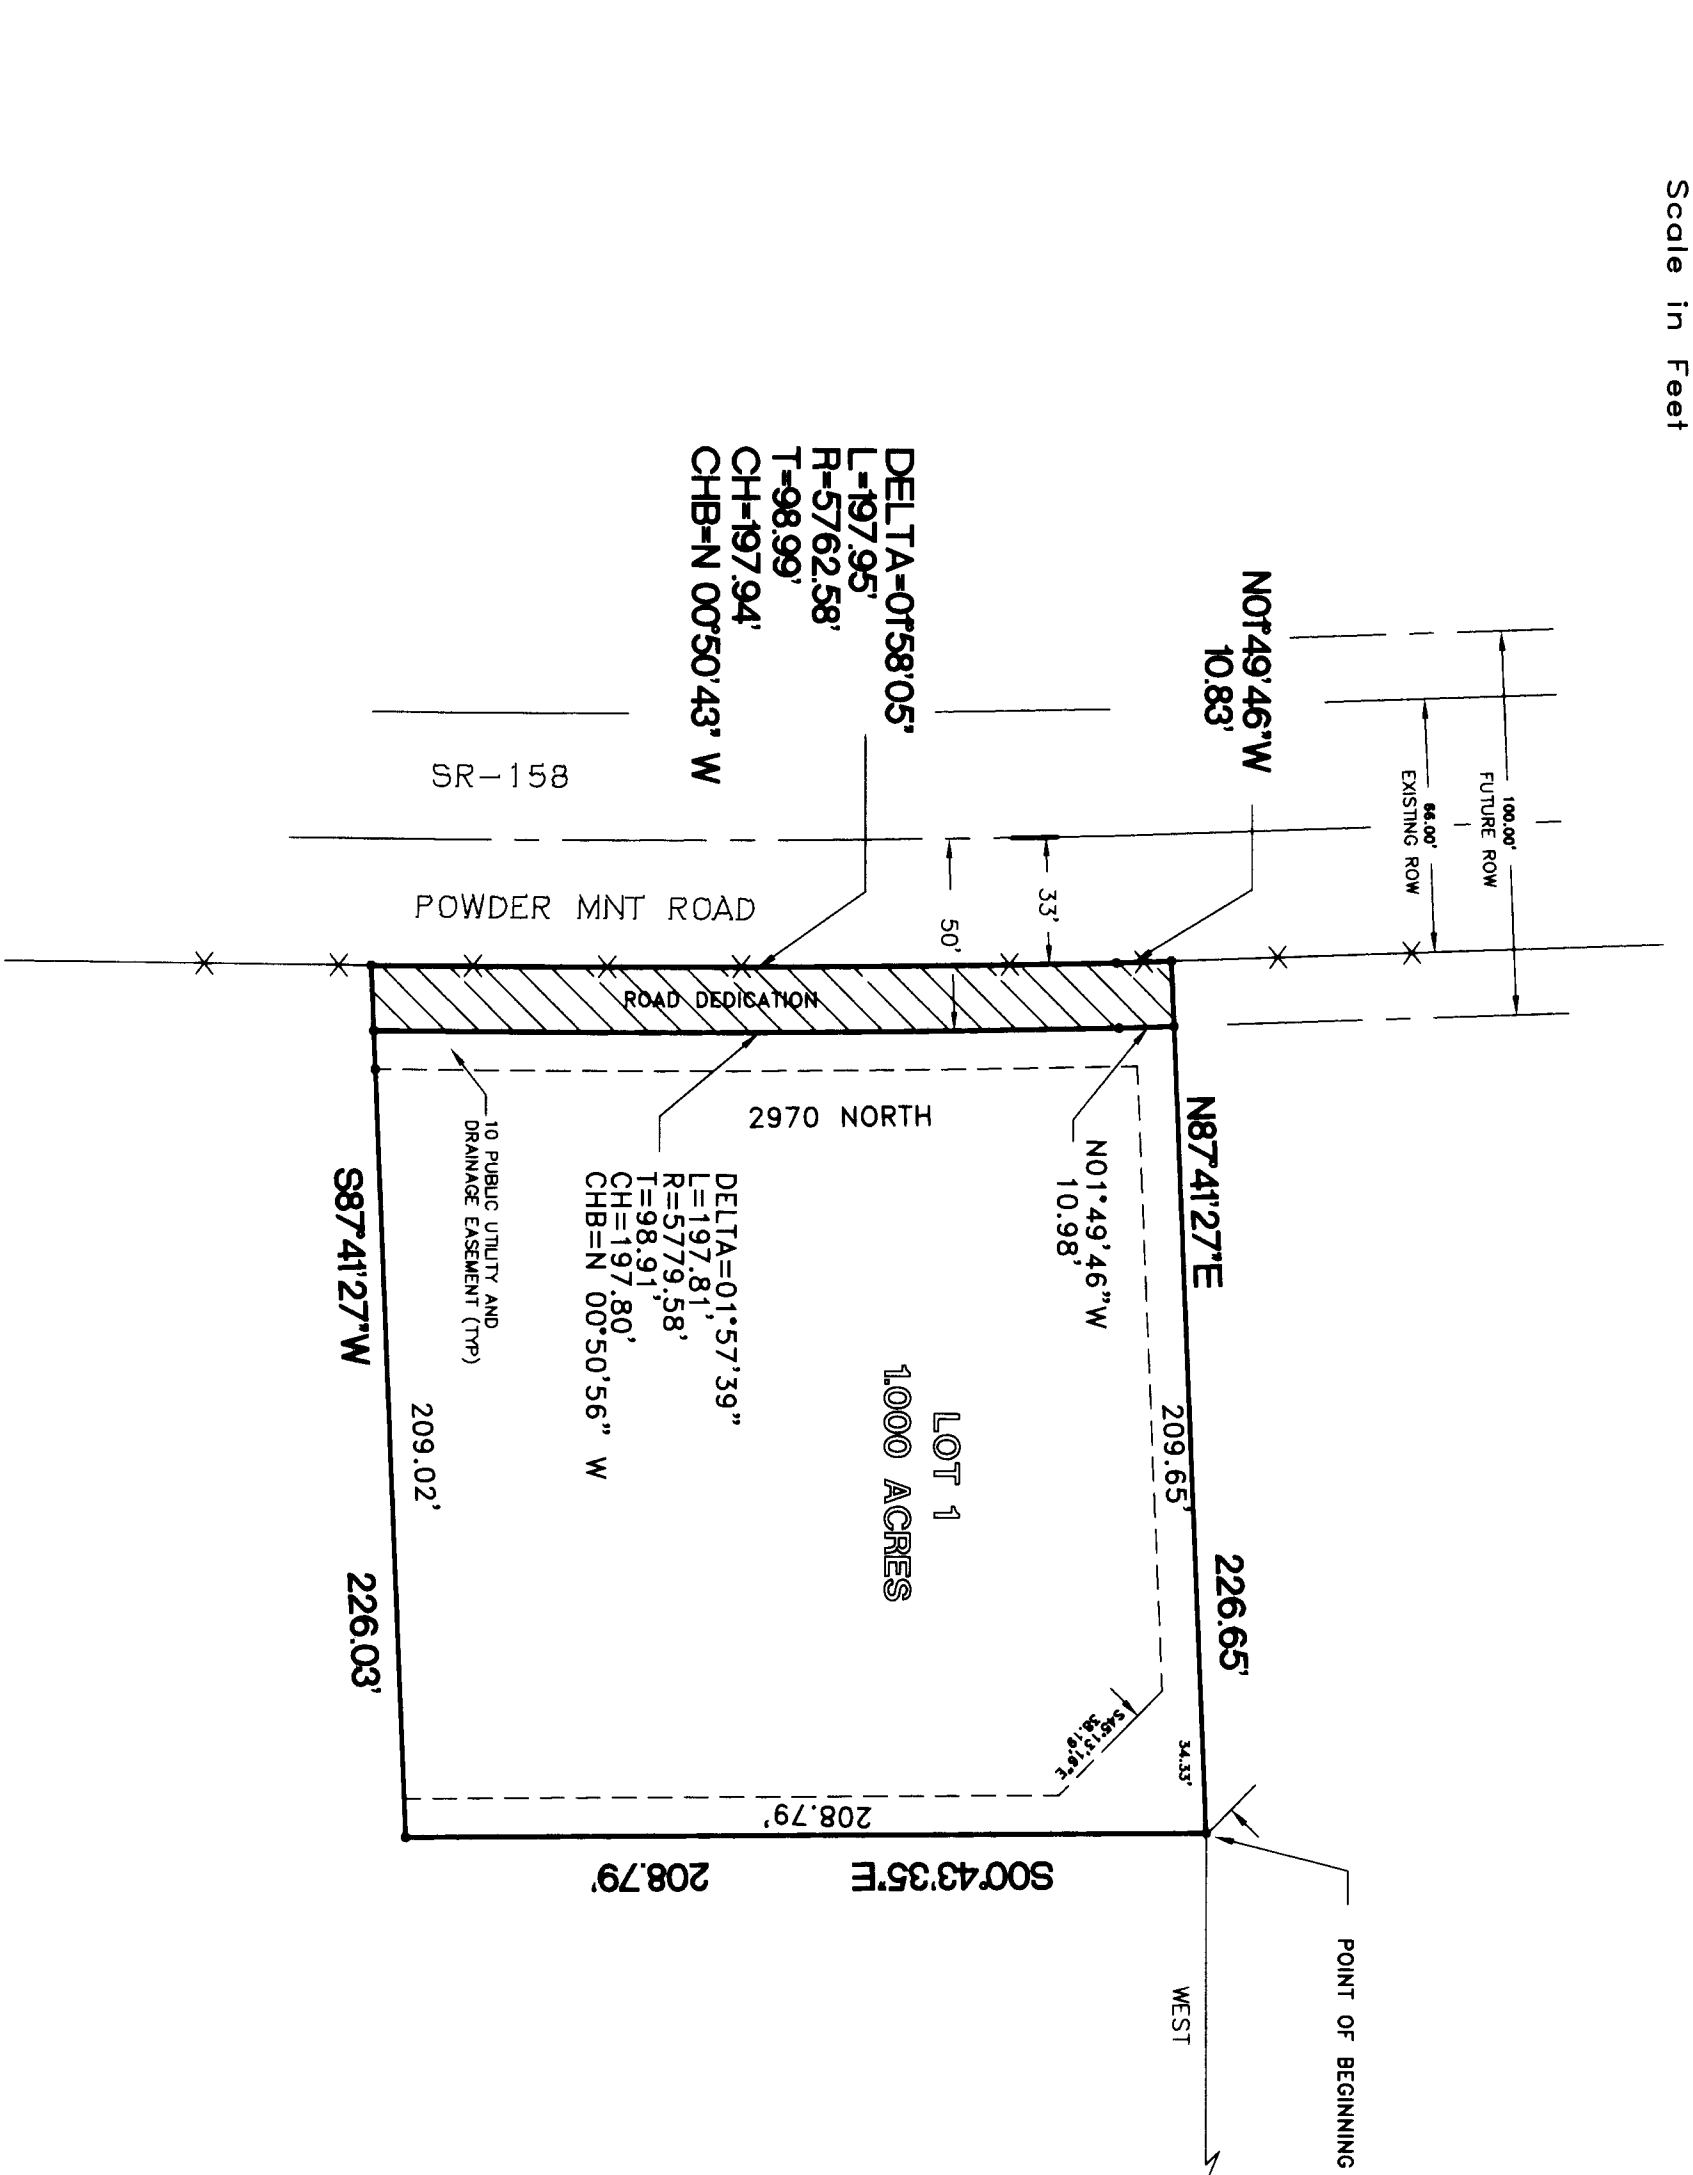 Scale in Feet
100.00'
FUTURE ROW
66.00'
EXISTING ROW
N01°49'46"W
10.83'
DELTA=01°58'05"
L=197.95'
R=5762.58'
T=98.99'
CH=197.94'
CHB=N 00°50'43" W
SR-158
POWDER MNT ROAD
33'
50'
ROAD DEDICATION
2970 NORTH
N87°41'27"E
226.65'
209.65'
34.33'
N01°49'46"W
10.98'
DELTA=01°57'39"
L=197.81'
R=5779.58'
T=98.91'
CH=197.80'
CHB=N 00°50'56" W
10 PUBLIC UTILITY AND
DRAINAGE EASEMENT (TYP)
LOT 1
1.000 ACRES
S45°13'16"E
38.19'
S87°41'27"W
226.03'
209.02'
208.79'
S00°43'35"E
208.79'
POINT OF BEGINNING
WEST